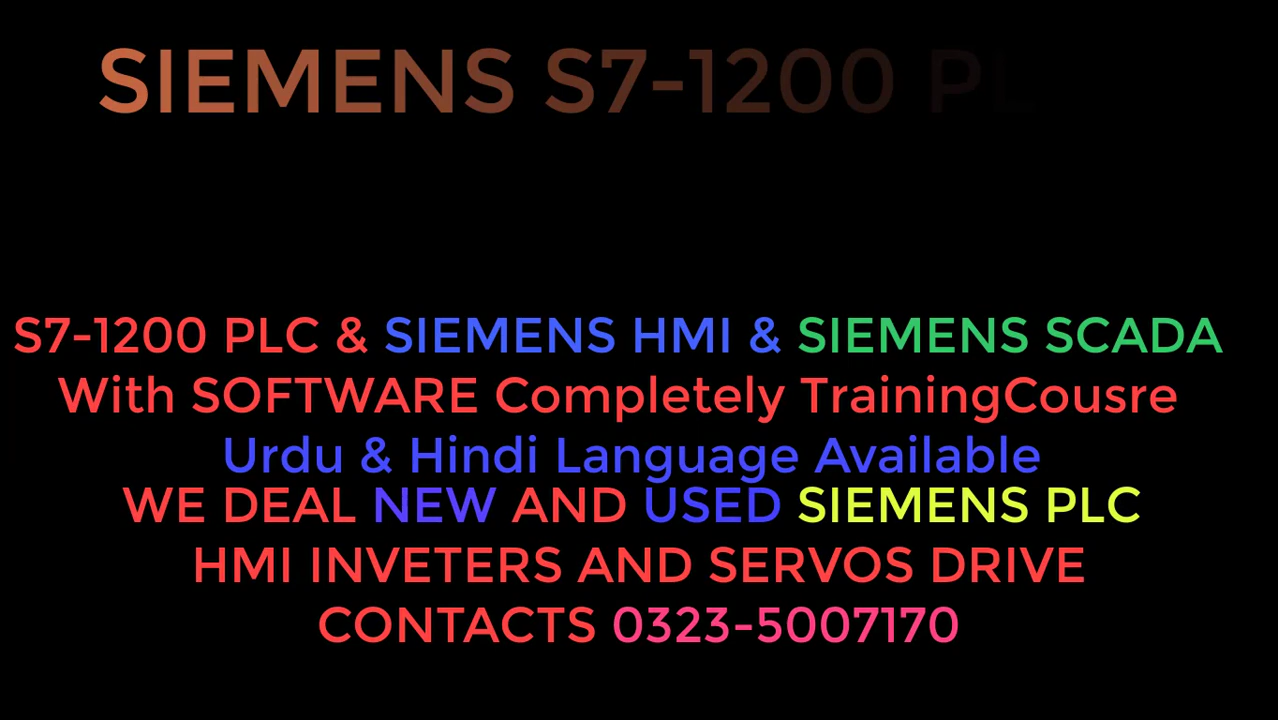 SIEMENS S7-1200 PL
S7-1200 PLC & SIEMENS HMI & SIEMENS SCADA
With SOFTWARE Completely TrainingCousre
Urdu & Hindi Language Available
WE DEAL NEW AND USED SIEMENS PLC
HMI INVETERS AND SERVOS DRIVE
CONTACTS 0323-5007170